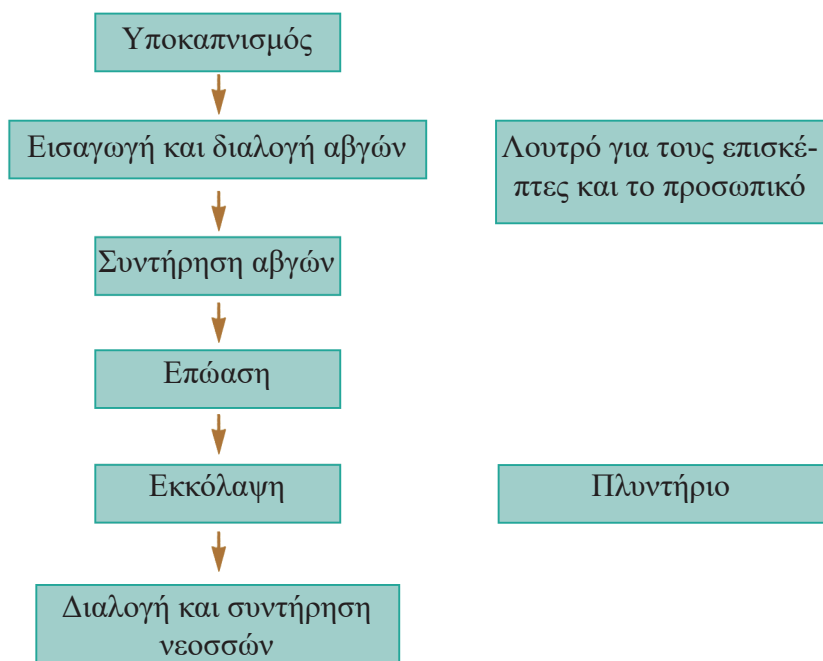 Υποκαπνισμός
Εισαγωγή και διαλογή αβγών
Λουτρό για τους επισκέ-
πτες και το προσωπικό
Συντήρηση αβγών
Επώαση
Εκκόλαψη
Πλυντήριο
Διαλογή και συντήρηση
νεοσσών